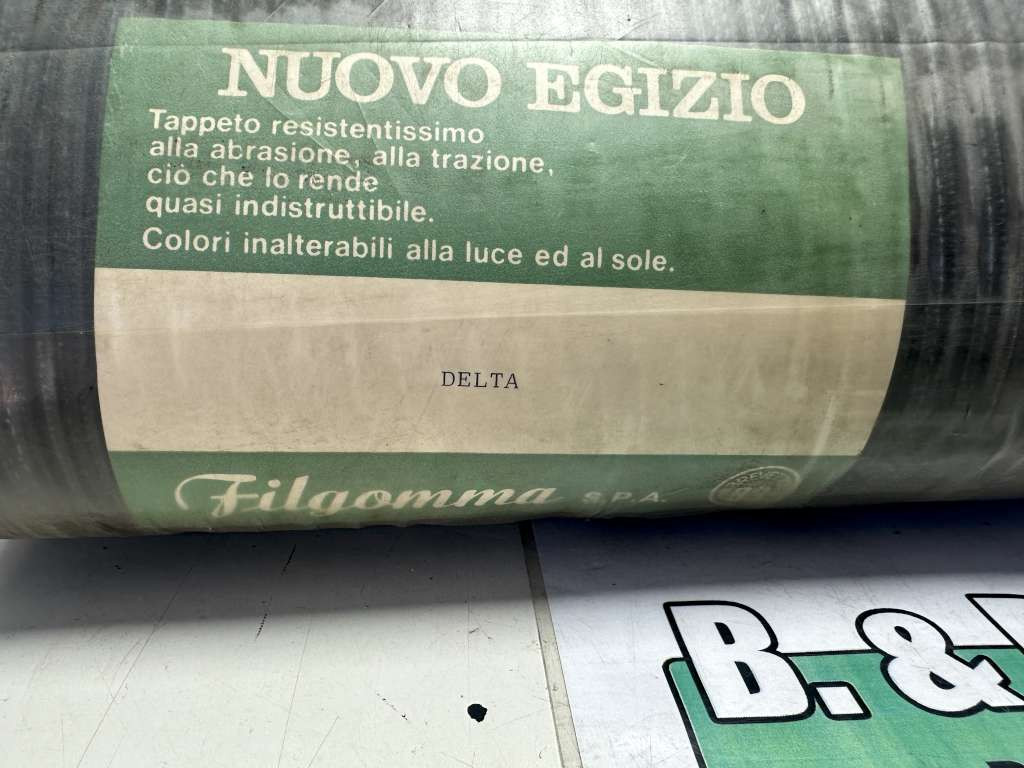 NUOVO EGIZIO
Tappeto resistentissimo
alla abrasione, alla trazione,
ciò che lo rende
quasi indistruttibile.
Colori inalterabili alla luce ed al sole.
DELTA
Filgomma S.P.A.
B. &